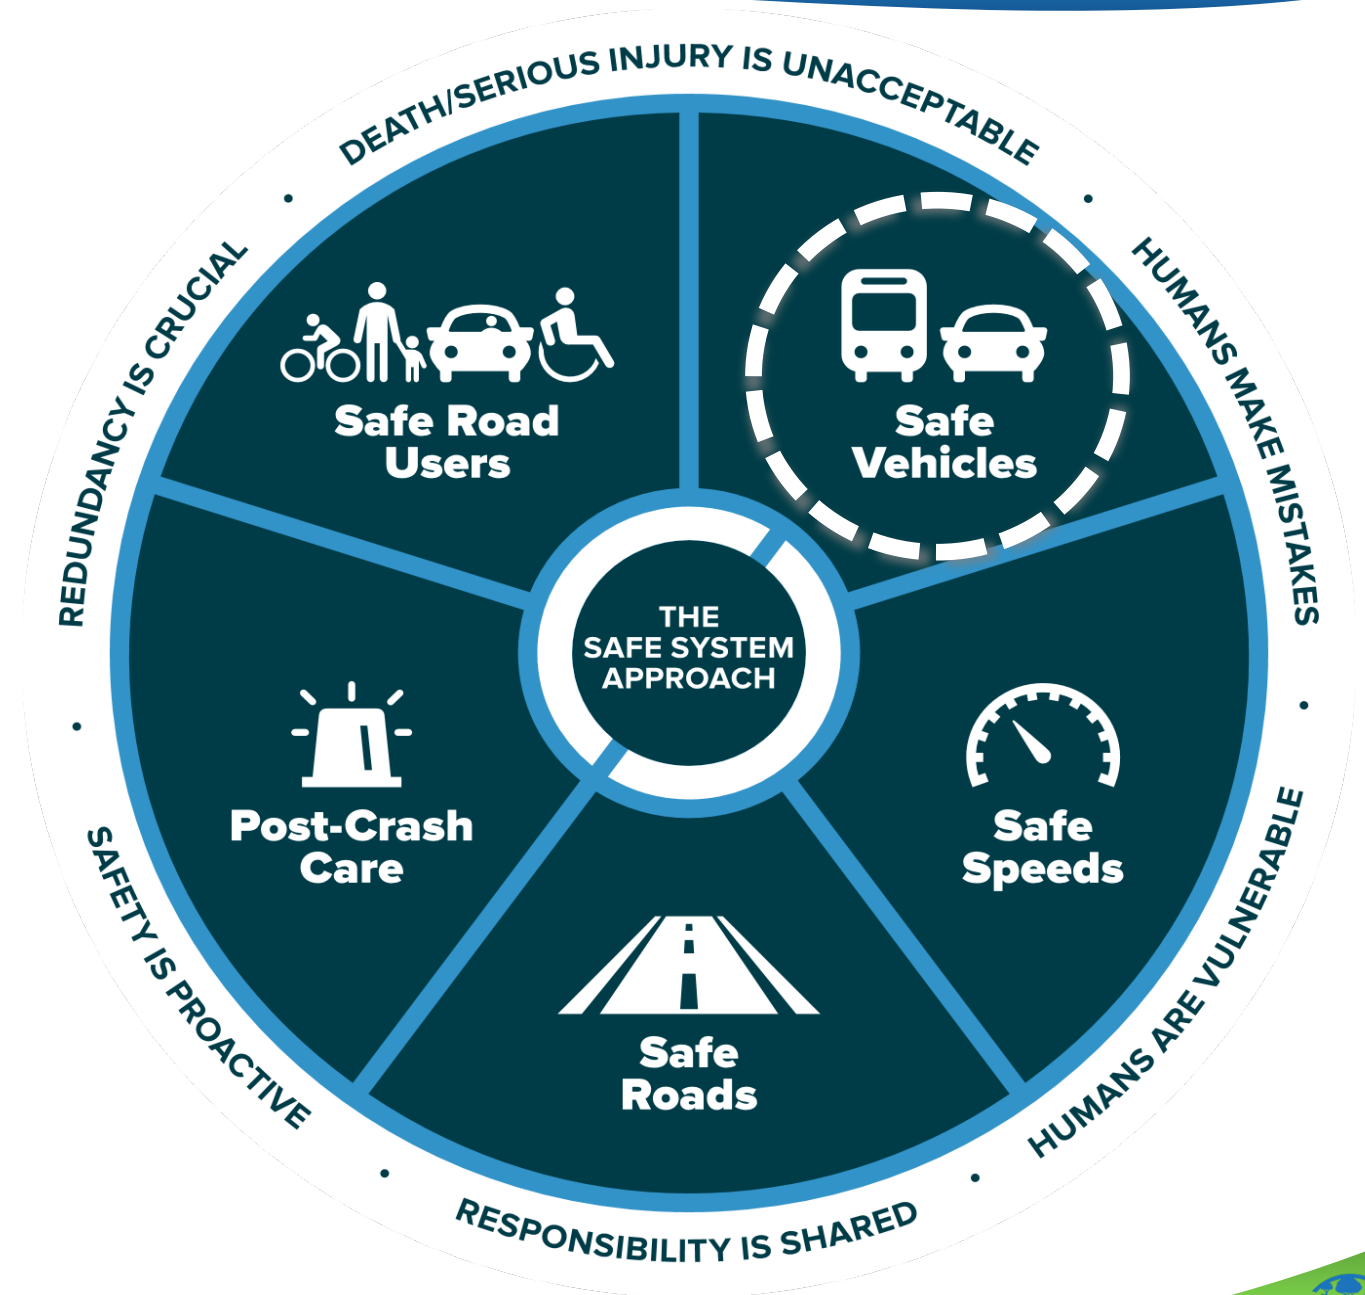 DEATH/SERIOUS INJURY IS UNACCEPTABLE
HUMANS MAKE MISTAKES
HUMANS ARE VULNERABLE
RESPONSIBILITY IS SHARED
SAFETY IS PROACTIVE
REDUNDANCY IS CRUCIAL
Safe Road
Users
Safe
Vehicles
THE
SAFE SYSTEM
APPROACH
Post-Crash
Care
Safe
Speeds
Safe
Roads